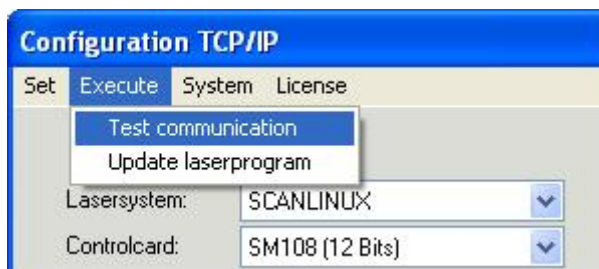 Configuration TCP/IP
Set Execute System License
Test communication
Update laserprogram
Lasersystem: SCANLINUX
Controlcard: SM108 (12 Bits)